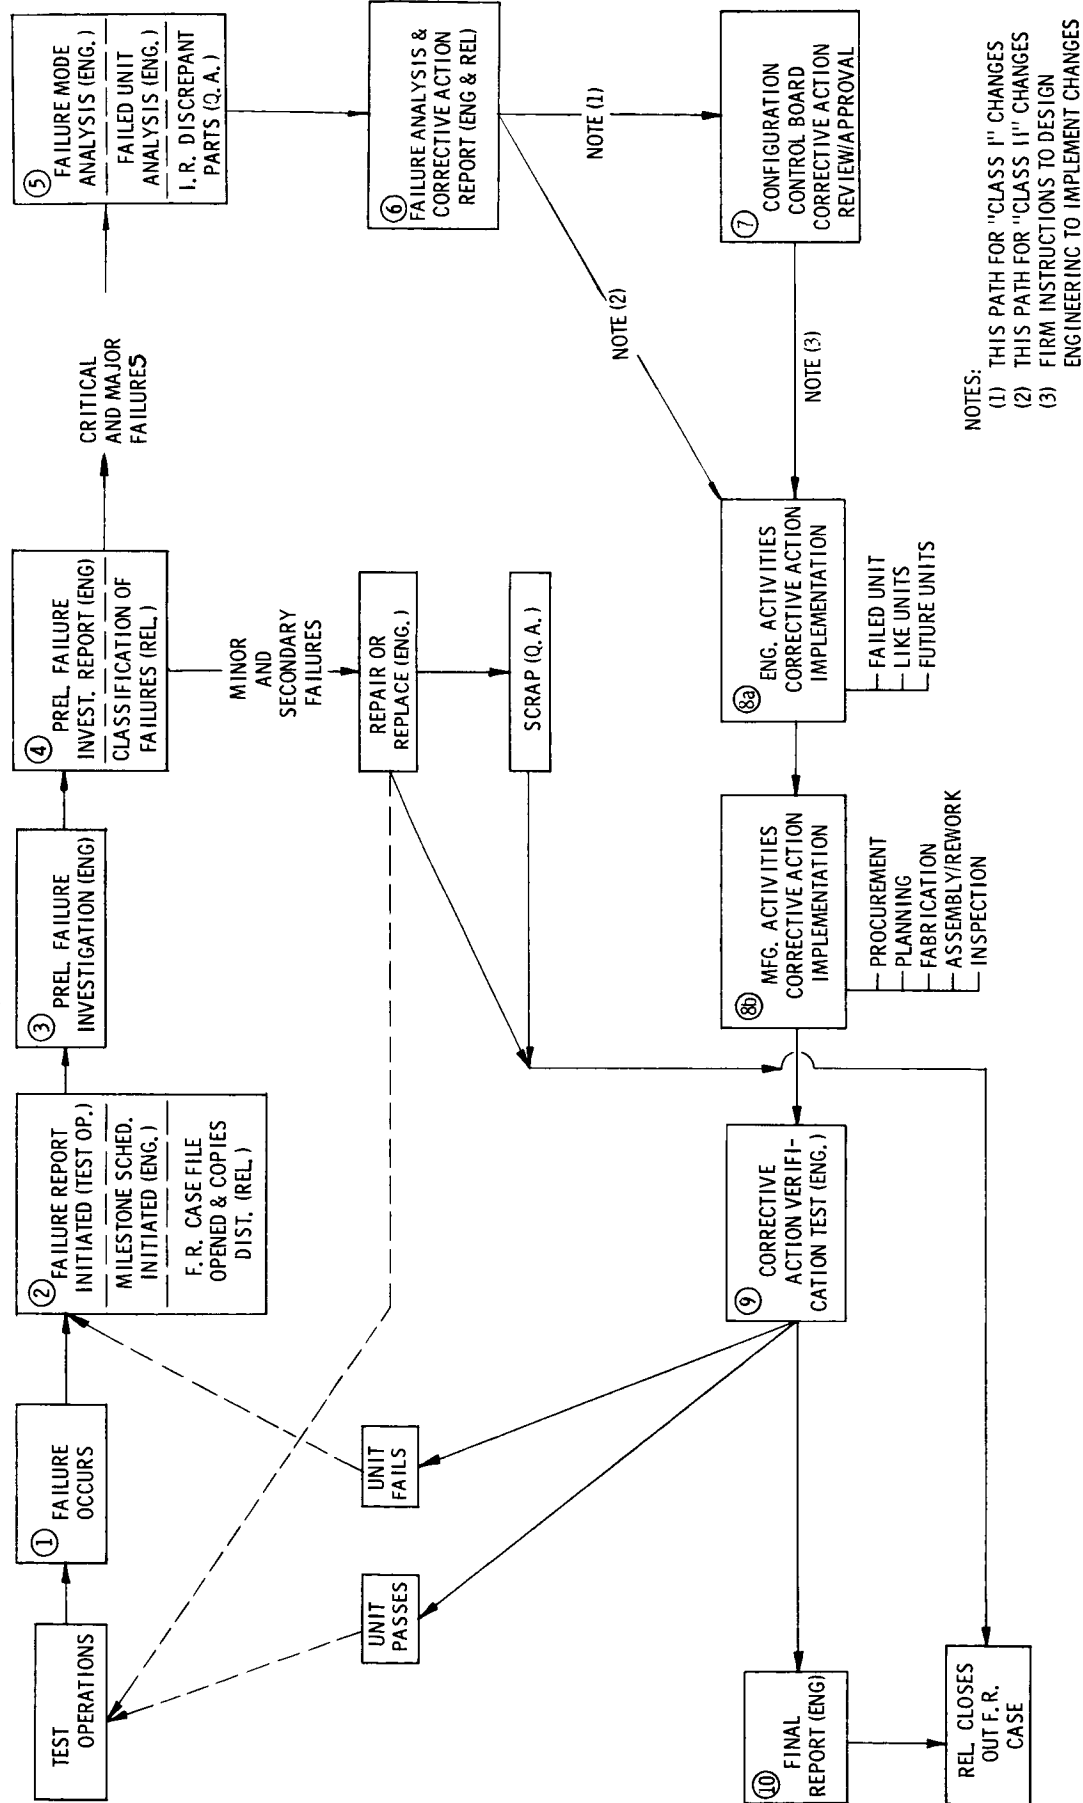 TEST
OPERATIONS
1
FAILURE
OCCURS
2
FAILURE REPORT
INITIATED (TEST OP.)
MILESTONE SCHED.
INITIATED (ENG.)
F.R. CASE FILE
OPENED & COPIES
DIST. (REL.)
3
PREL. FAILURE
INVESTIGATION (ENG)
4
PREL. FAILURE
INVEST. REPORT (ENG)
CLASSIFICATION OF
FAILURES (REL.)
CRITICAL
AND MAJOR
FAILURES
5
FAILURE MODE
ANALYSIS (ENG.)
FAILED UNIT
ANALYSIS (ENG.)
I.R. DISCREPANT
PARTS (Q.A.)
UNIT
PASSES
UNIT
FAILS
MINOR
AND
SECONDARY
FAILURES
REPAIR OR
REPLACE (ENG.)
SCRAP (Q.A.)
6
FAILURE ANALYSIS &
CORRECTIVE ACTION
REPORT (ENG & REL)
NOTE (1)
NOTE (2)
7
CONFIGURATION
CONTROL BOARD
CORRECTIVE ACTION
REVIEW/APPROVAL
NOTE (3)
8a
ENG. ACTIVITIES
CORRECTIVE ACTION
IMPLEMENTATION
FAILED UNIT
LIKE UNITS
FUTURE UNITS
8b
MFG. ACTIVITIES
CORRECTIVE ACTION
IMPLEMENTATION
PROCUREMENT
PLANNING
FABRICATION
ASSEMBLY/REWORK
INSPECTION
9
CORRECTIVE
ACTION VERIFI-
CATION TEST (ENG.)
10
FINAL
REPORT (ENG)
REL. CLOSES
OUT F.R.
CASE
NOTES:
(1) THIS PATH FOR "CLASS I" CHANGES
(2) THIS PATH FOR "CLASS II" CHANGES
(3) FIRM INSTRUCTIONS TO DESIGN
ENGINEERINC TO IMPLEMENT CHANGES